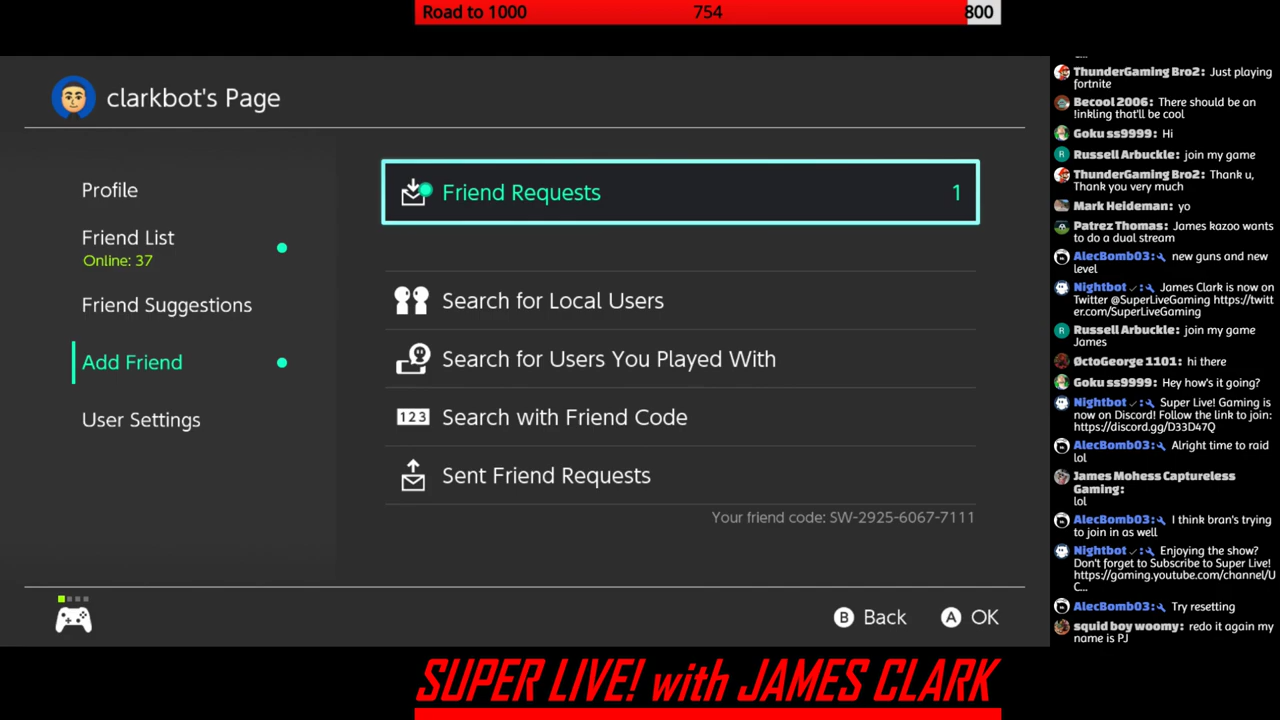 Road to 1000 754 800
clarkbot's Page
Profile
Friend List
Online: 37
Friend Suggestions
Add Friend
User Settings
Friend Requests 1
Search for Local Users
Search for Users You Played With
123 Search with Friend Code
Sent Friend Requests
Your friend code: SW-2925-6067-7111
B Back A OK
ThunderGaming Bro2: Just playing
fortnite
Becool 2006: There should be an
!inkling that'll be cool
Goku ss9999: Hi
R Russell Arbuckle: join my game
ThunderGaming Bro2: Thank u,
Thank you very much
Mark Heideman: yo
Patrez Thomas: James kazoo wants
to do a dual stream
AlecBomb03: new guns and new
level
Nightbot: James Clark is now on
Twitter @SuperLiveGaming https://twitt
er.com/SuperLiveGaming
R Russell Arbuckle: join my game
James
ØctoGeorge 1101: hi there
Goku ss9999: Hey how's it going?
Nightbot: Super Live! Gaming is
now on Discord! Follow the link to join:
https://discord.gg/D33D47Q
AlecBomb03: Alright time to raid
lol
James Mohess Captureless
Gaming:
lol
AlecBomb03: I think bran's trying
to join in as well
Nightbot: Enjoying the show?
Don't forget to Subscribe to Super Live!
https://gaming.youtube.com/channel/U
C...
AlecBomb03: Try resetting
squid boy woomy: redo it again my
name is PJ
SUPER LIVE! with JAMES CLARK